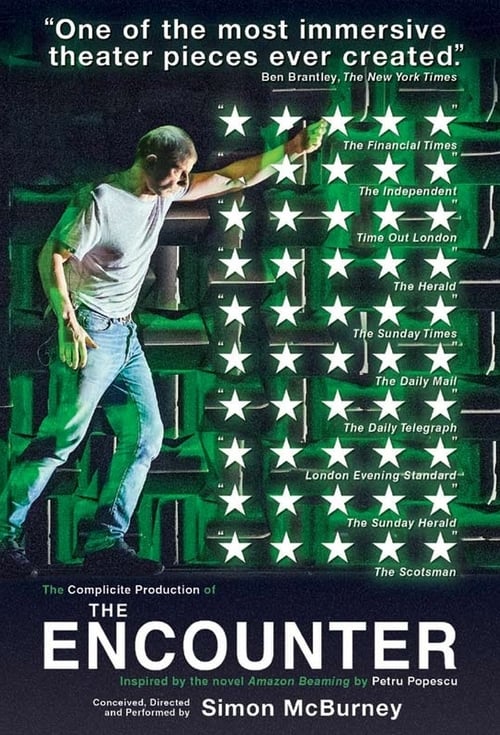 “One of the most immersive
theater pieces ever created.”
Ben Brantley, The New York Times
“★★★★★”
The Financial Times
“★★★★★”
The Independent
“★★★★★”
Time Out London
“★★★★★”
The Herald
“★★★★★”
The Sunday Times
“★★★★★”
The Daily Mail
“★★★★★”
The Daily Telegraph
“★★★★★”
London Evening Standard
“★★★★★”
The Sunday Herald
“★★★★★”
The Scotsman
The Complicite Production of
THE
ENCOUNTER
Inspired by the novel Amazon Beaming by Petru Popescu
Conceived, Directed
and Performed by Simon McBurney